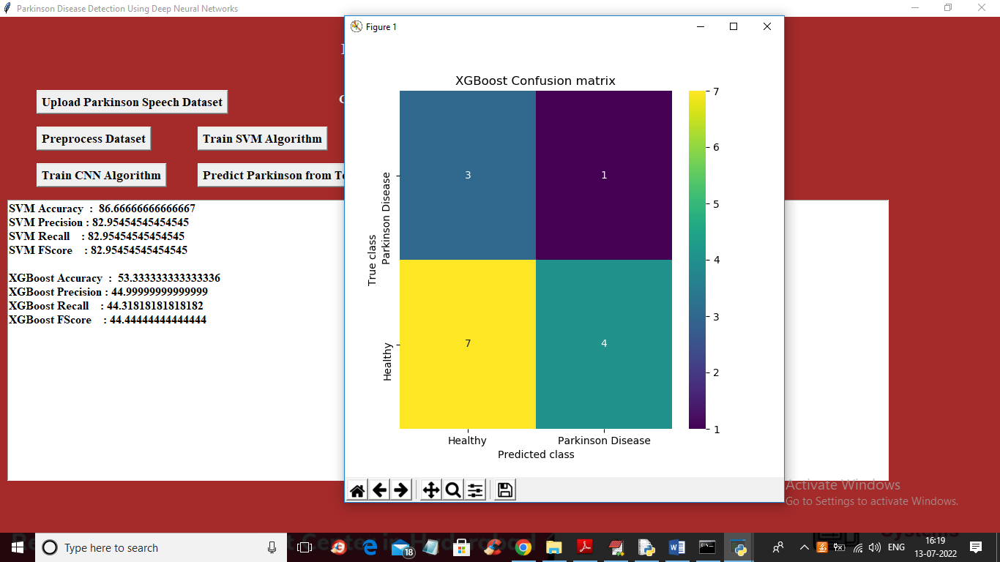 Parkinson Disease Detection Using Deep Neural Networks
Figure 1
Upload Parkinson Speech Dataset
Preprocess Dataset
Train SVM Algorithm
Train CNN Algorithm
Predict Parkinson from Te
SVM Accuracy : 86.66666666666667
SVM Precision : 82.95454545454545
SVM Recall : 82.95454545454545
SVM FScore : 82.95454545454545
XGBoost Accuracy : 53.333333333333336
XGBoost Precision : 44.99999999999999
XGBoost Recall : 44.31818181818182
XGBoost FScore : 44.44444444444444
XGBoost Confusion matrix
True class
Parkinson Disease
Healthy
3
1
7
4
Healthy
Parkinson Disease
Predicted class
7
6
5
4
3
2
1
Activate Windows
Go to Settings to activate Windows.
Type here to search
18
ENG
16:19
13-07-2022